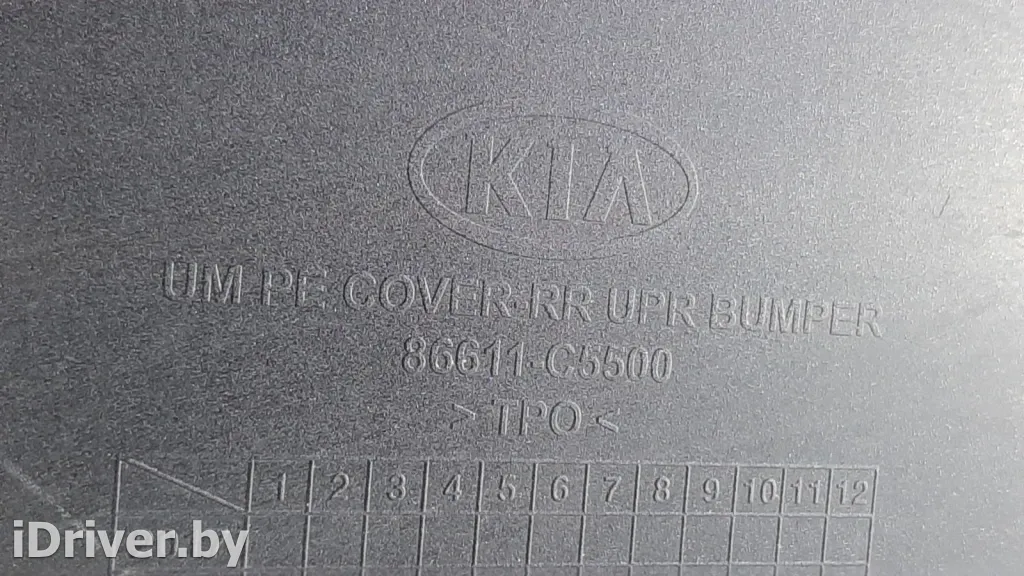 KIA
UM PE COVER-RR UPR BUMPER
86611-C5500
> TPO <
1 2 3 4 5 6 7 8 9 10 11 12
iDriver.by